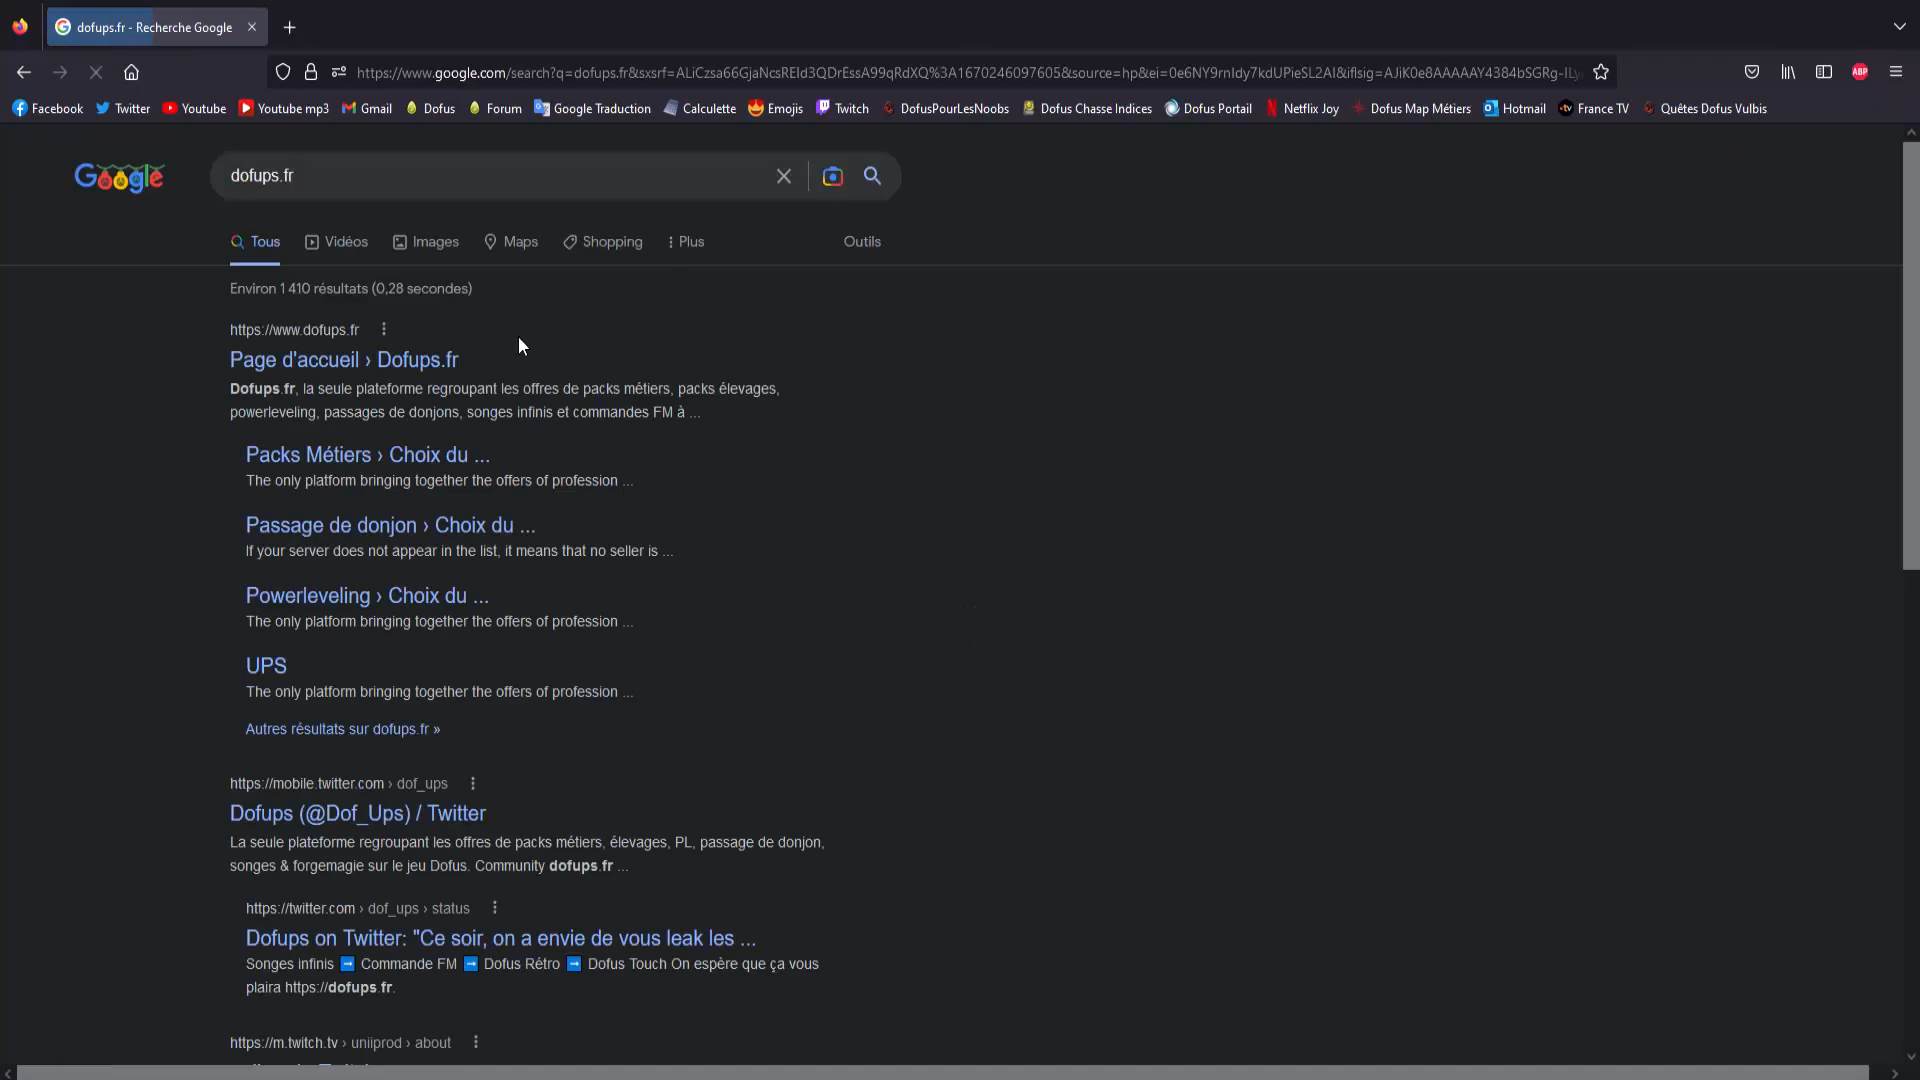 dofups.fr - Recherche Google
https://www.google.com/search?q=dofups.fr&sxsrf=ALiCzsa66GjaNcsREId3QDrEssA99qRdXQ%3A1670246097605&source=hp&ei=0e6NY9rnIdy7kdUPieSL2AI&iflsig=AJiK0e8AAAAAY4384bSGRg-ILy
Facebook
Twitter
Youtube
Youtube mp3
Gmail
Dofus
Forum
Google Traduction
Calculette
Emojis
Twitch
DofusPourLesNoobs
Dofus Chasse Indices
Dofus Portail
Netflix Joy
Dofus Map Métiers
Hotmail
France TV
Quêtes Dofus Vulbis
ABP
Google
dofups.fr
Tous
Vidéos
Images
Maps
Shopping
Plus
Outils
Environ 1 410 résultats (0,28 secondes)
https://www.dofups.fr
Page d'accueil › Dofups.fr
Dofups.fr, la seule plateforme regroupant les offres de packs métiers, packs élevages,
powerleveling, passages de donjons, songes infinis et commandes FM à ...
Packs Métiers › Choix du ...
The only platform bringing together the offers of profession ...
Passage de donjon › Choix du ...
If your server does not appear in the list, it means that no seller is ...
Powerleveling › Choix du ...
The only platform bringing together the offers of profession ...
UPS
The only platform bringing together the offers of profession ...
Autres résultats sur dofups.fr »
https://mobile.twitter.com › dof_ups
Dofups (@Dof_Ups) / Twitter
La seule plateforme regroupant les offres de packs métiers, élevages, PL, passage de donjon,
songes & forgemagie sur le jeu Dofus. Community dofups.fr ...
https://twitter.com › dof_ups › status
Dofups on Twitter: "Ce soir, on a envie de vous leak les ...
Songes infinis ➡ Commande FM ➡ Dofus Rétro ➡ Dofus Touch On espère que ça vous
plaira https://dofups.fr.
https://m.twitch.tv › uniiprod › about